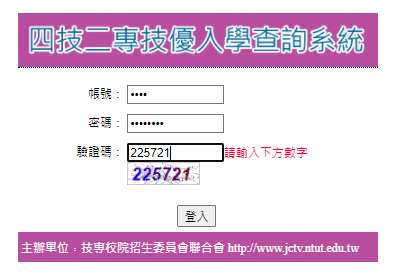 四技二專技優入學查詢系統
帳號： ••••
密碼： ••••••••
驗證碼： 225721 請輸入下方數字
225721
登入
主辦單位：技專校院招生委員會聯合會 http://www.jctv.ntut.edu.tw